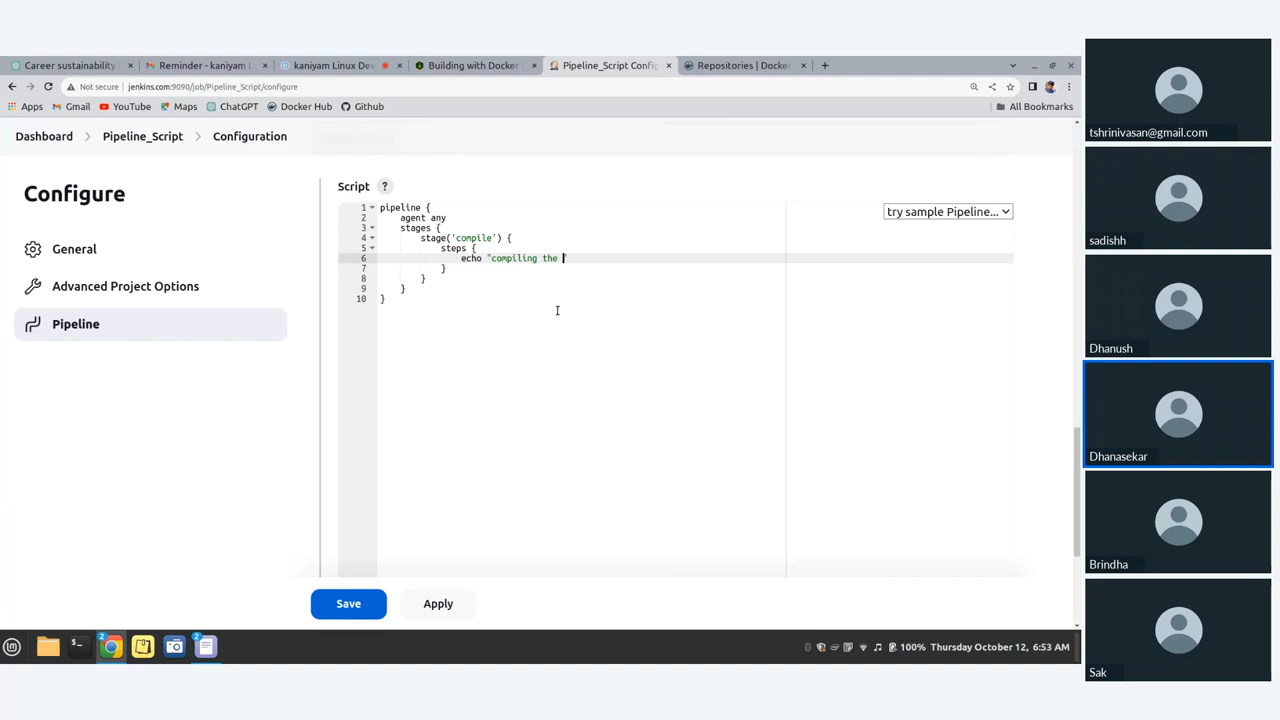 Career sustainability
Reminder - kaniyam L
kaniyam Linux Dev
Building with Docker
Pipeline_Script Config
Repositories | Docke
Not secure | jenkins.com:9090/job/Pipeline_Script/configure
Apps
Gmail
YouTube
Maps
ChatGPT
Docker Hub
Github
All Bookmarks
Dashboard > Pipeline_Script > Configuration
Configure
General
Advanced Project Options
Pipeline
Script ?
try sample Pipeline...
1 pipeline {
2 agent any
3 stages {
4 stage('compile') {
5 steps {
6 echo "compiling the "
7 }
8 }
9 }
10 }
Save
Apply
2
2
100% Thursday October 12, 6:53 AM
tshrinivasan@gmail.com
sadishh
Dhanush
Dhanasekar
Brindha
Sak